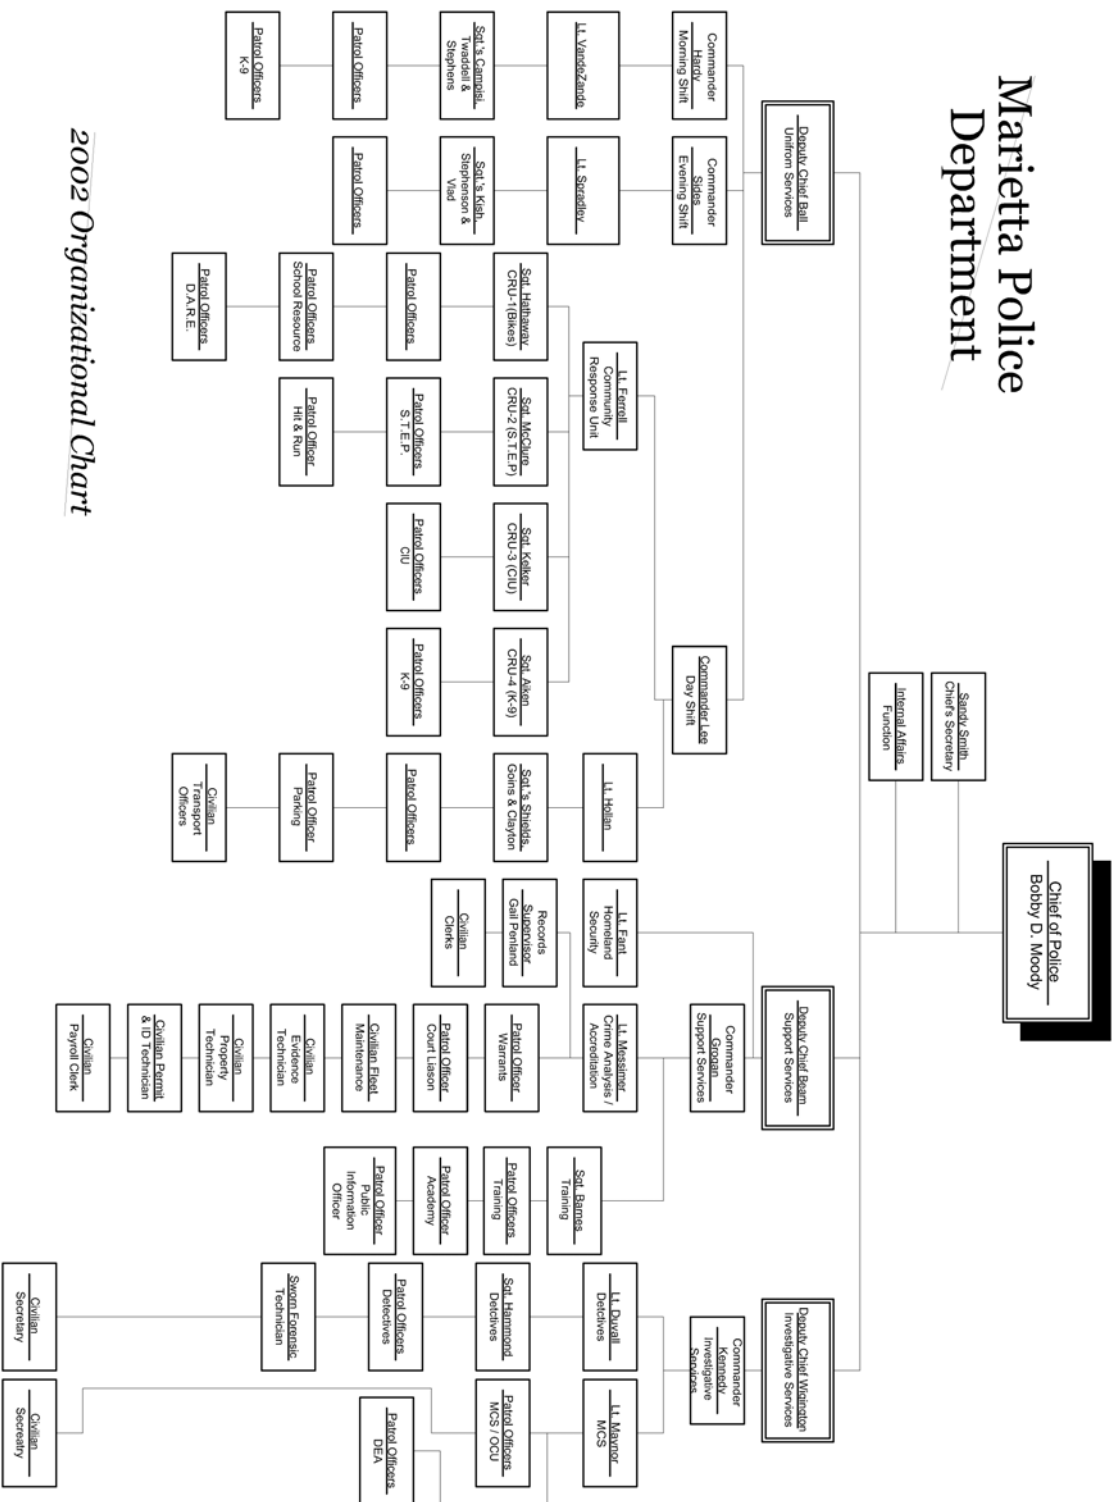 Marietta Police
Department
Chief of Police
Bobby D. Moody
Sandy Smith
Chief's Secretary
Internal Affairs
Function
Deputy Chief Ball
Unifrom Services
Deputy Chief Beam
Support Services
Deputy Chief Wigington
Investigative Services
Commander
Hardy
Morning Shift
Commander
Sides
Evening Shift
Commander Lee
Day Shift
Commander
Grogan
Support Services
Commander
Kennedy
Investigative
Services
Lt. VandeZande
Lt. Spradley
Lt. Ferrell
Community
Response Unit
Lt. Hollan
Lt. Fant
Homeland
Security
Lt. Messimer
Crime Analysis /
Accreditation
Lt. Duvall
Detctives
Lt. Maynor
MCS
Sgt.'s Campisi,
Twaddell &
Stephens
Sgt.'s Kish,
Stephenson &
Vlad
Sgt. Hathaway
CRU-1(Bikes)
Sgt. McClure
CRU-2 (S.T.E.P)
Sgt. Kelker
CRU-3 (CIU)
Sgt. Aiken
CRU-4 (K-9)
Sgt.'s Shields,
Goins & Clayton
Records
Supervisor
Gail Penland
Patrol Officer
Warrants
Sgt. Barnes
Training
Sgt. Hammond
Detctives
Patrol Officers
MCS / OCU
Patrol Officers
Patrol Officers
Patrol Officers
Patrol Officers
S.T.E.P.
Patrol Officers
CIU
Patrol Officers
K-9
Patrol Officers
Civilian
Clerks
Patrol Officer
Court Liason
Patrol Officers
Training
Patrol Officers
Detectives
Patrol Officers
DEA
Patrol Officers
K-9
Patrol Officers
School Resource
Patrol Officer
Hit & Run
Patrol Officer
Parking
Civilian Fleet
Maintenance
Patrol Officer
Academy
Sworn Forensic
Technician
Patrol Officers
D.A.R.E.
Civilian
Transport
Officers
Civilian
Evidence
Technician
Patrol Officer
Public
Information
Officer
Civilian
Property
Technician
Civilian Permit
& ID Technician
Civilian
Payroll Clerk
Civilian
Secretary
Civilian
Secreatry
2002 Organizational Chart